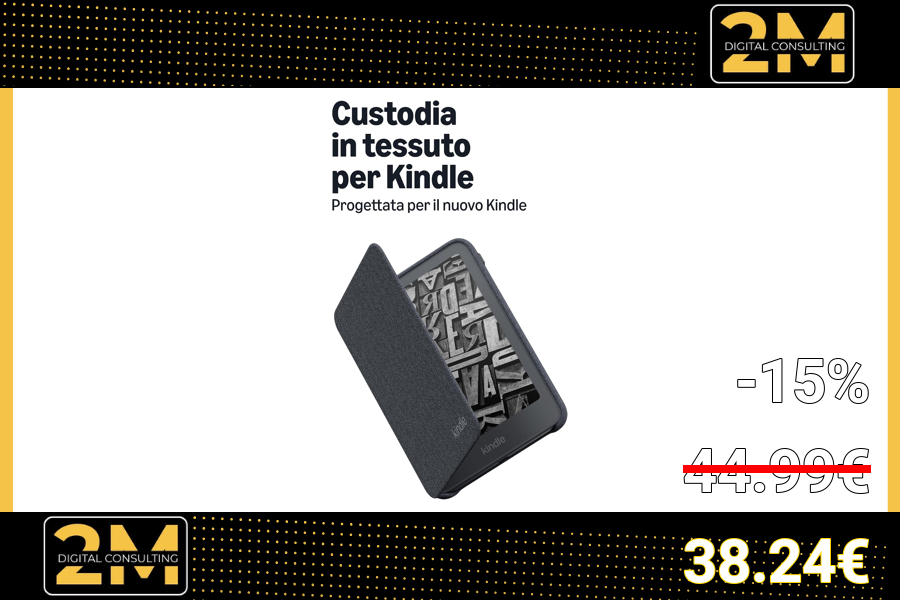 2M
DIGITAL CONSULTING
Custodia
in tessuto
per Kindle
Progettata per il nuovo Kindle
kindle
kindle
-15%
44.99€
2M
DIGITAL CONSULTING
38.24€